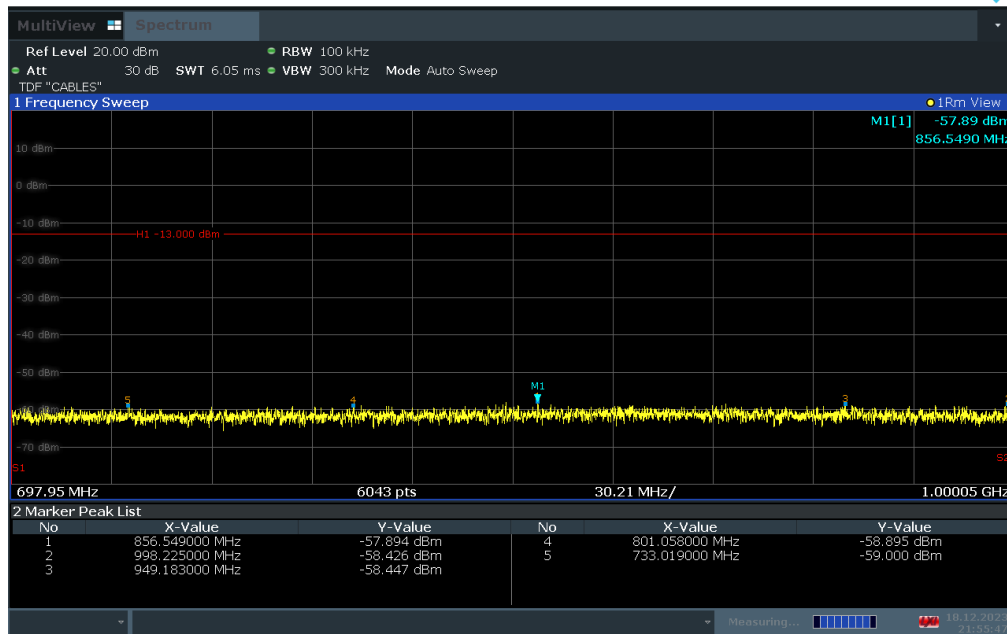 MultiView Spectrum
Ref Level 20.00 dBm RBW 100 kHz
Att 30 dB SWT 6.05 ms VBW 300 kHz Mode Auto Sweep
TDF "CABLES"
1 Frequency Sweep 1Rm View
M1[1] -57.89 dBm
856.5490 MHz
10 dBm
0 dBm
-10 dBm
H1 -13.000 dBm
-20 dBm
-30 dBm
-40 dBm
-50 dBm
M1
5 4 3
-70 dBm
S1 S2
697.95 MHz 6043 pts 30.21 MHz/ 1.00005 GHz
2 Marker Peak List
No X-Value Y-Value No X-Value Y-Value
1 856.549000 MHz -57.894 dBm 4 801.058000 MHz -58.895 dBm
2 998.225000 MHz -58.426 dBm 5 733.019000 MHz -59.000 dBm
3 949.183000 MHz -58.447 dBm
Measuring... 18.12.2023